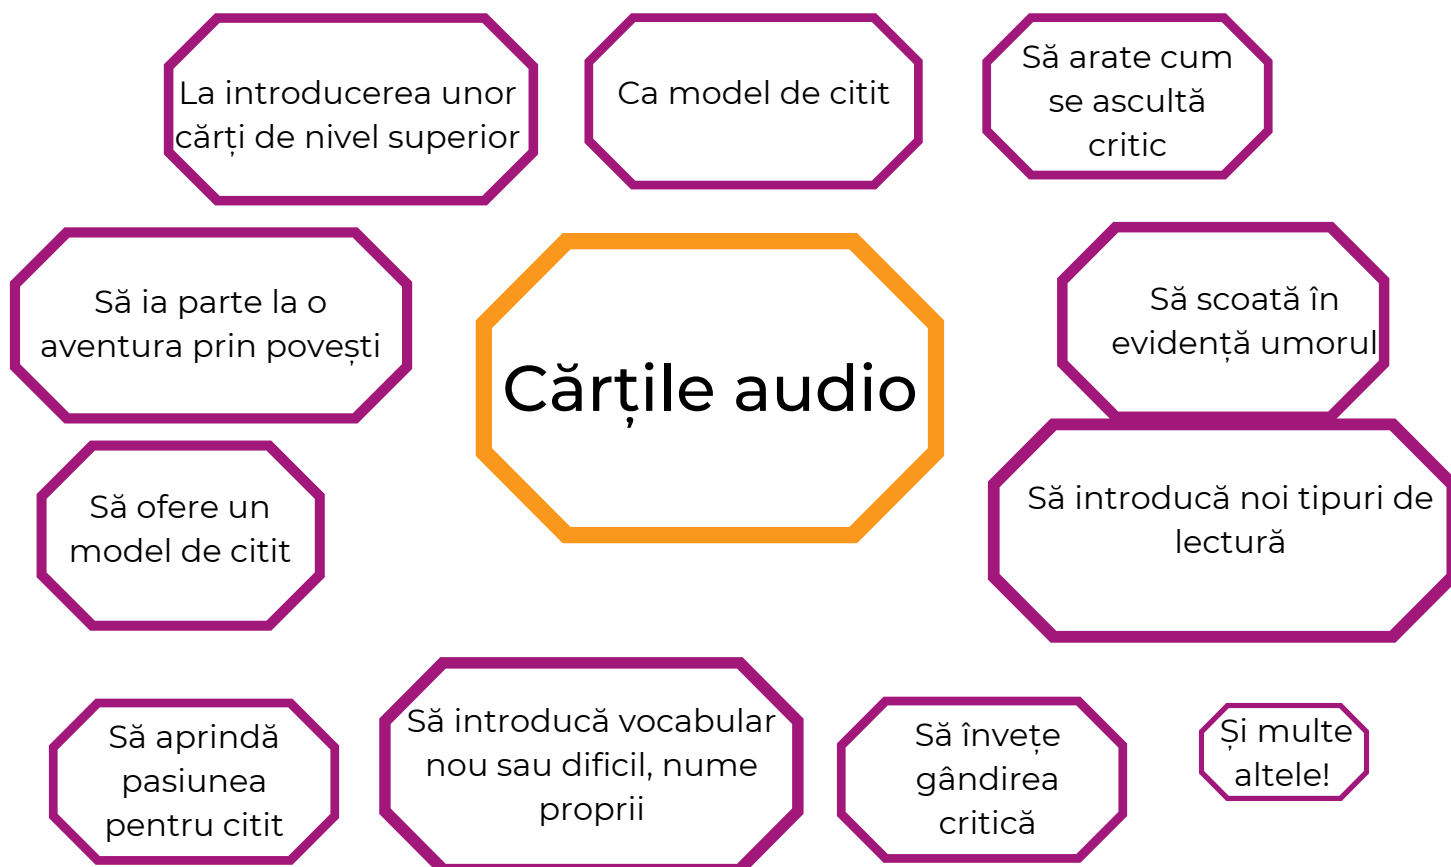 La introducerea unor
cărți de nivel superior
Ca model de citit
Să arate cum
se ascultă
critic
Să ia parte la o
aventura prin povești
Cărțile audio
Să scoată în
evidență umorul
Să ofere un
model de citit
Să introducă noi tipuri de
lectură
Să aprindă
pasiunea
pentru citit
Să introducă vocabular
nou sau dificil, nume
proprii
Să învețe
gândirea
critică
Și multe
altele!